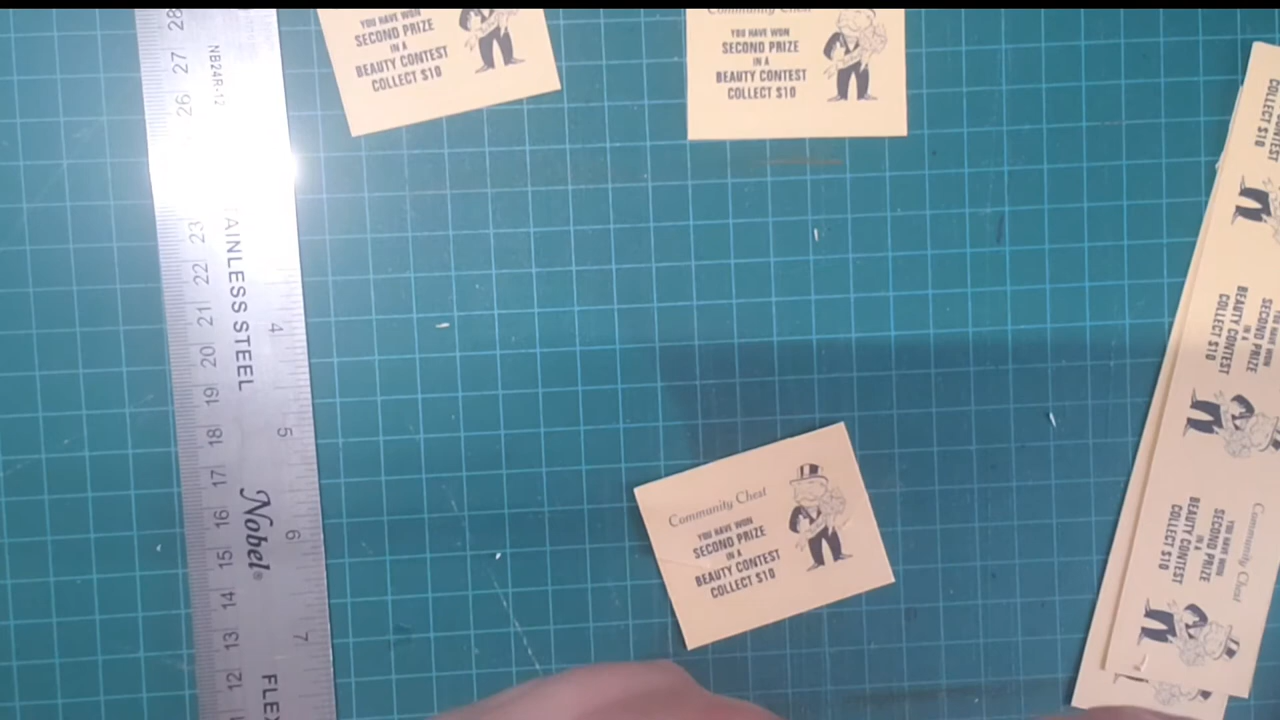 28
27
26
NB24R-12
23
22
21
20
19
18
17
16
15
14
13
12
AINLESS STEEL
4
5
6
7
Nobel®
FLEX
YOU HAVE WON
SECOND PRIZE
IN A
BEAUTY CONTEST
COLLECT $10
Community Chest
YOU HAVE WON
SECOND PRIZE
IN A
BEAUTY CONTEST
COLLECT $10
Community Chest
YOU HAVE WON
SECOND PRIZE
IN A
BEAUTY CONTEST
COLLECT $10
COLLECT $10
HAVE WON
SECOND PRIZE
IN A
BEAUTY CONTEST
COLLECT $10
Community Chest
YOU HAVE WON
SECOND PRIZE
IN A
BEAUTY CONTEST
COLLECT $10